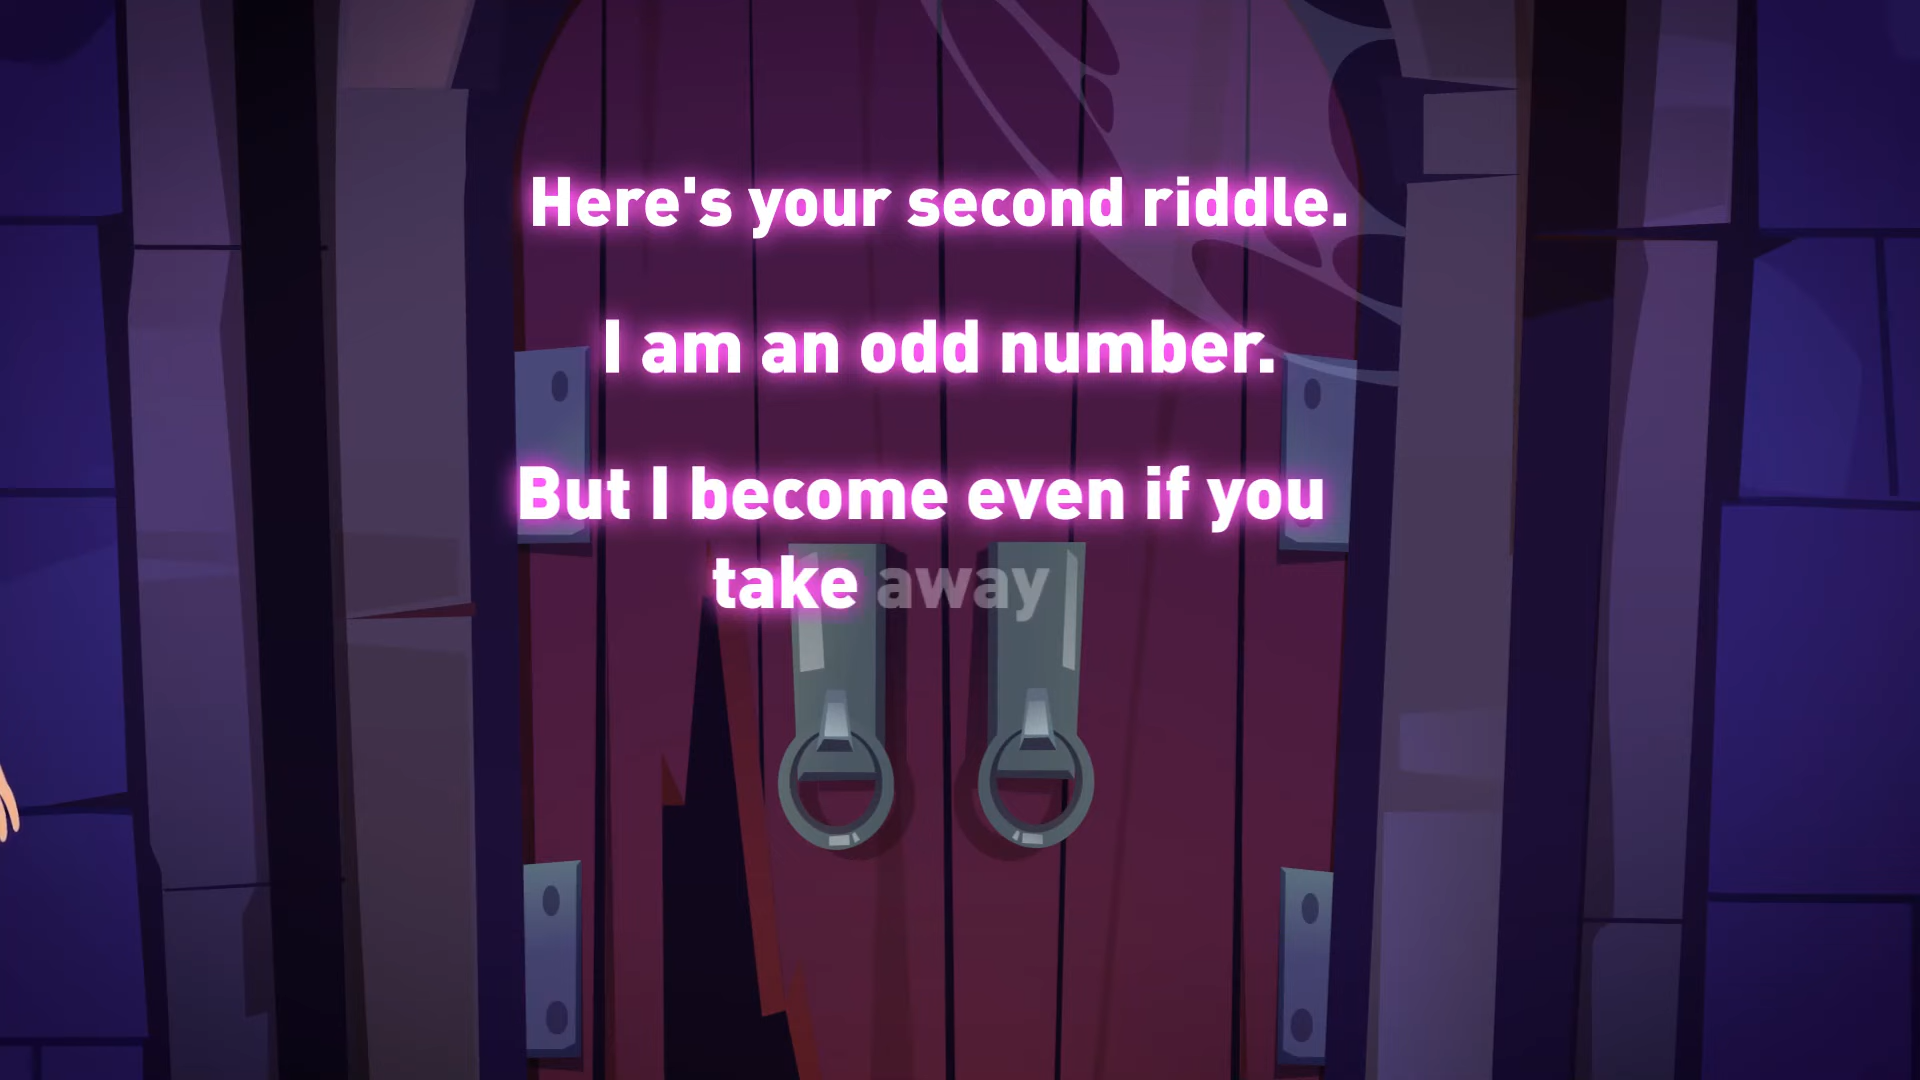 Here's your second riddle.
I am an odd number.
But I become even if you
take away